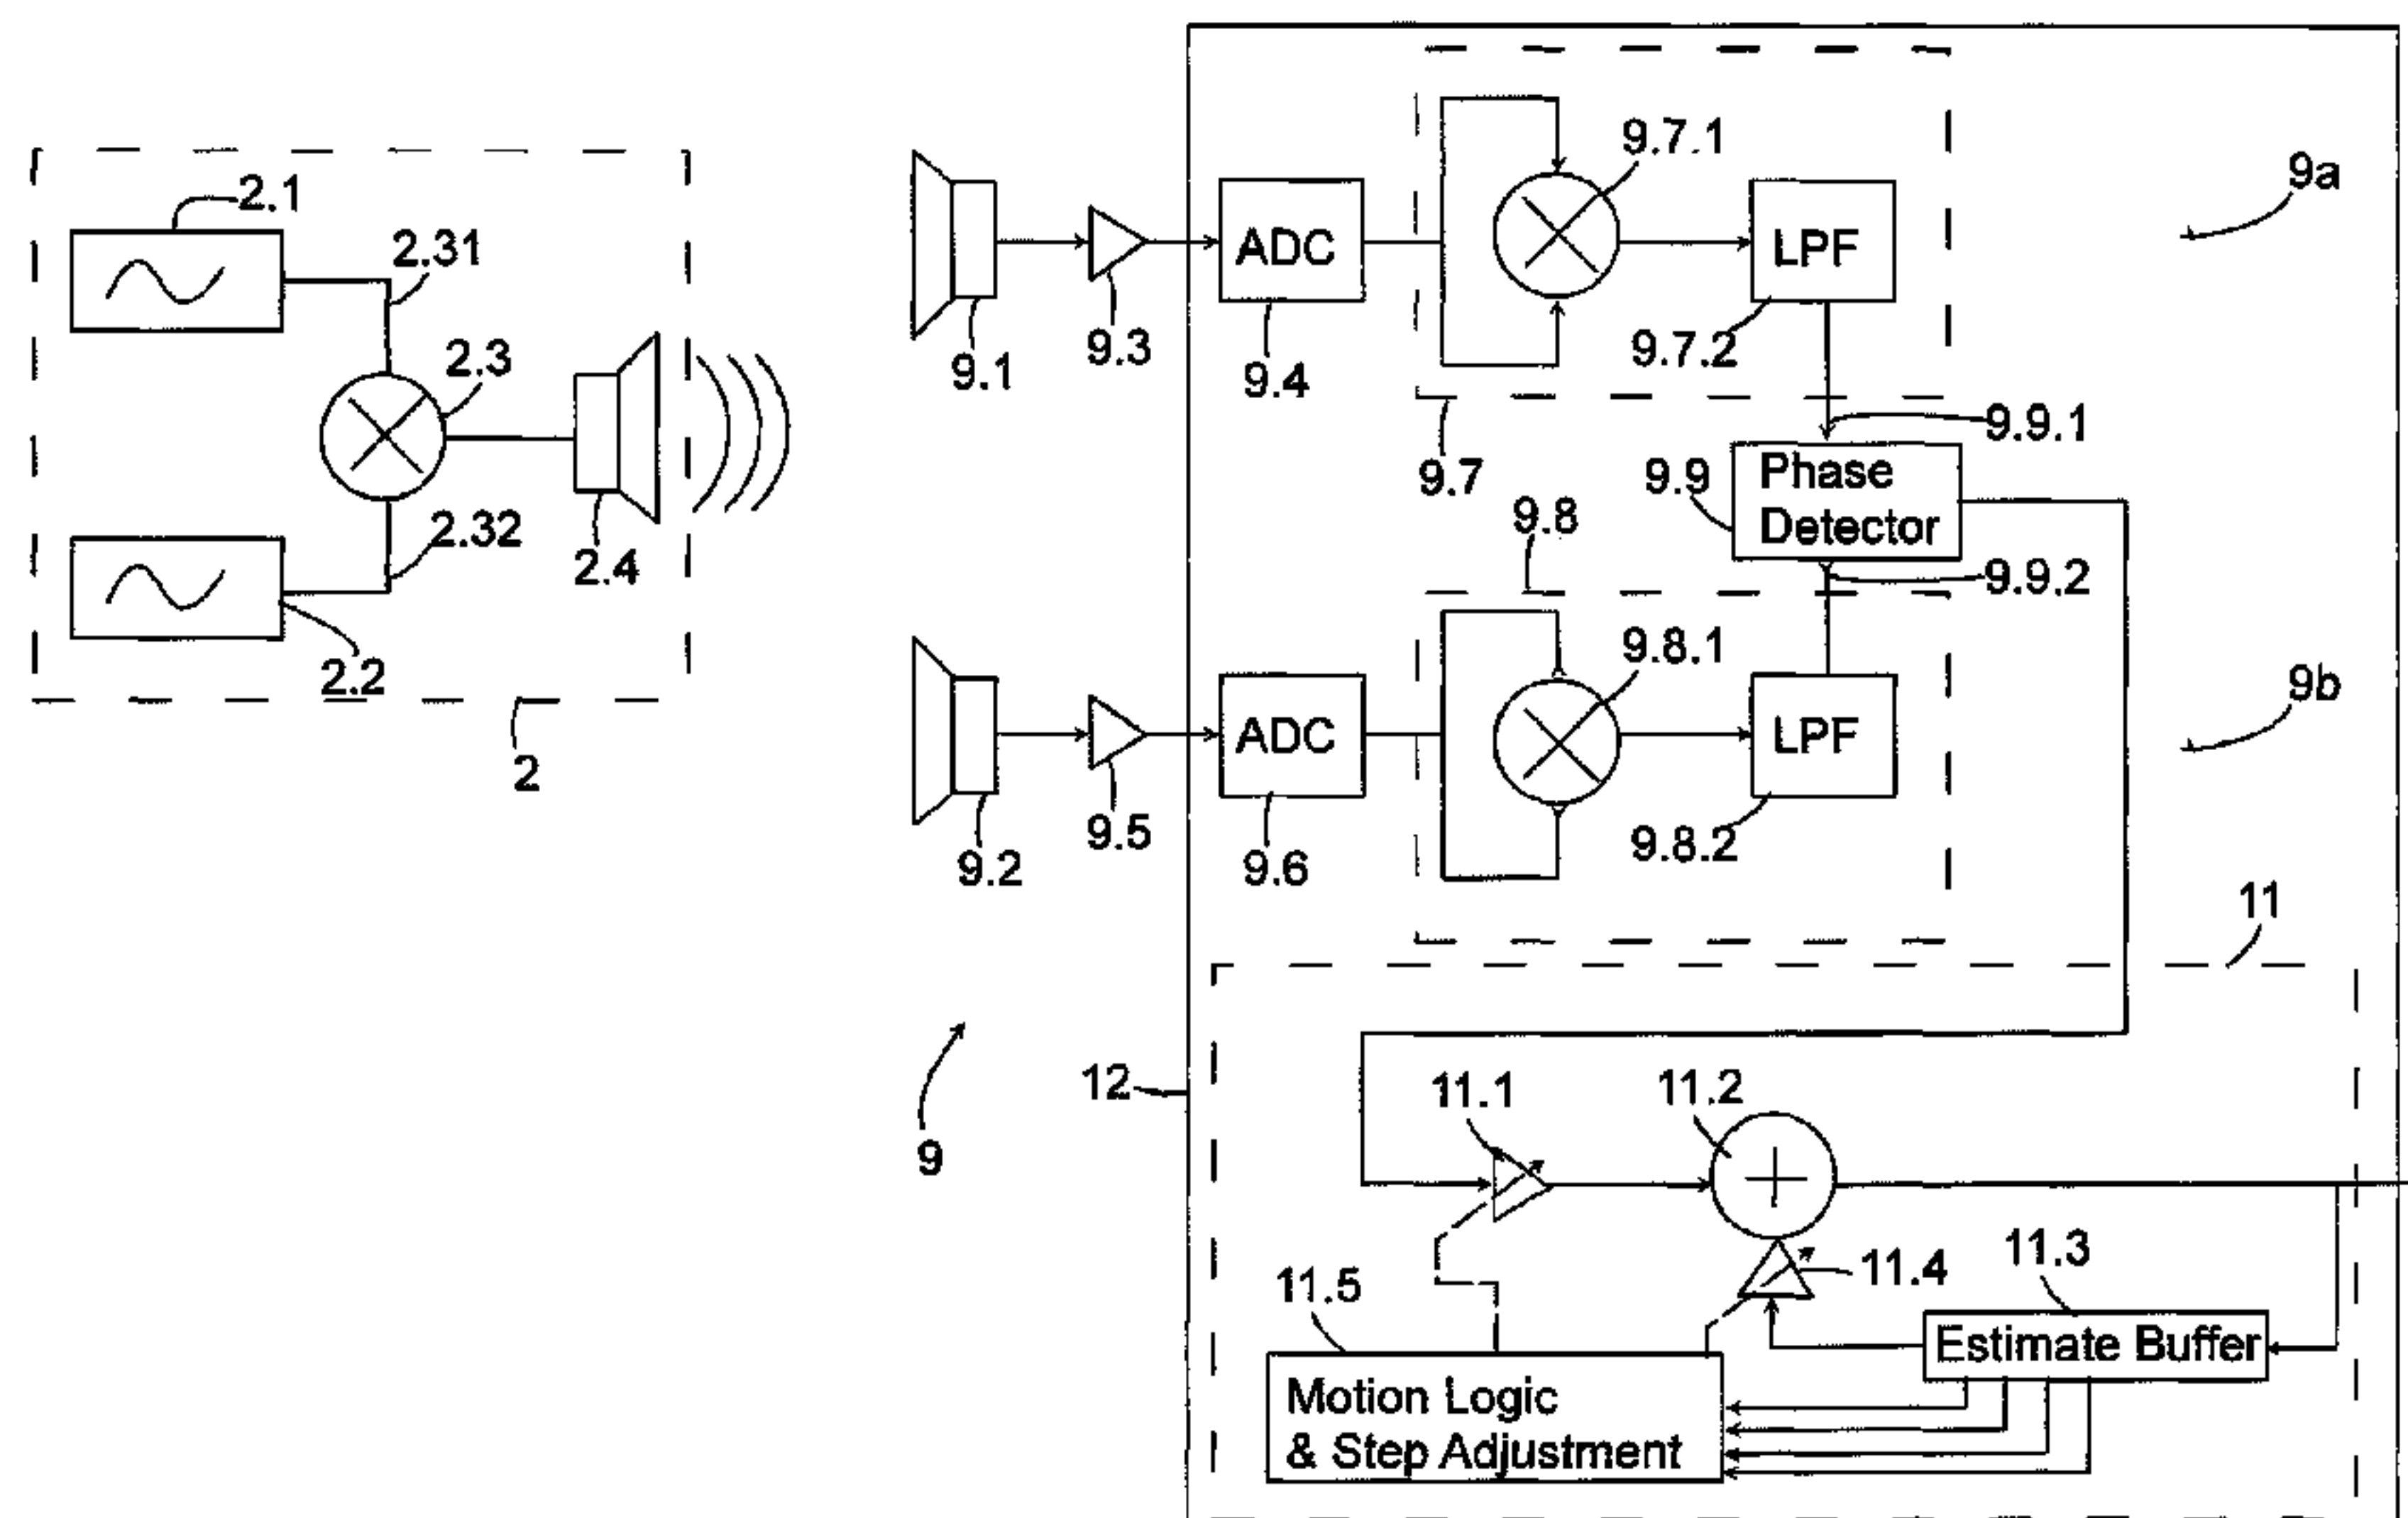 2.1
2.31
2.3
2.32
2.4
2.2
2
9.1
9.3
ADC
9.4
9.7.1
LPF
9.7.2
9a
9.7
9.9.1
9.9
Phase
Detector
9.9.2
9.8
9.8.1
ADC
LPF
9b
9.2
9.5
9.6
9.8.2
11
9
12
11.1
11.2
11.4
11.3
11.5
Estimate Buffer
Motion Logic
& Step Adjustment